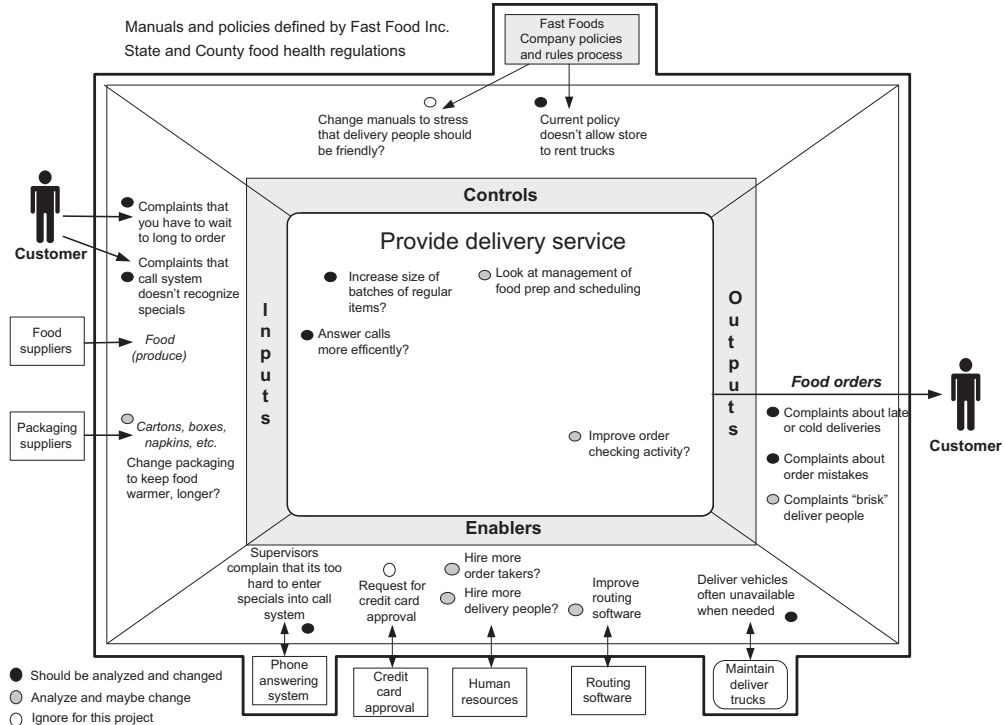 Manuals and policies defined by Fast Food Inc.
State and County food health regulations
Fast Foods
Company policies
and rules process
Change manuals to stress
that delivery people should
be friendly?
Current policy
doesn't allow store
to rent trucks
Customer
Complaints that
you have to wait
to long to order
Complaints that
call system
doesn't recognize
specials
Food
suppliers
Food
(produce)
Packaging
suppliers
Cartons, boxes,
napkins, etc.
Change packaging
to keep food
warmer, longer?
Inputs
Controls
Provide delivery service
Increase size of
batches of regular
items?
Look at management of
food prep and scheduling
Answer calls
more efficently?
Improve order
checking activity?
Enablers
Outputs
Food orders
Complaints about late
or cold deliveries
Complaints about
order mistakes
Complaints "brisk"
deliver people
Customer
Supervisors
complain that its too
hard to enter
specials into call
system
Request for
credit card
approval
Hire more
order takers?
Hire more
delivery people?
Improve
routing
software
Deliver vehicles
often unavailable
when needed
Phone
answering
system
Credit
card
approval
Human
resources
Routing
software
Maintain
deliver
trucks
Should be analyzed and changed
Analyze and maybe change
Ignore for this project